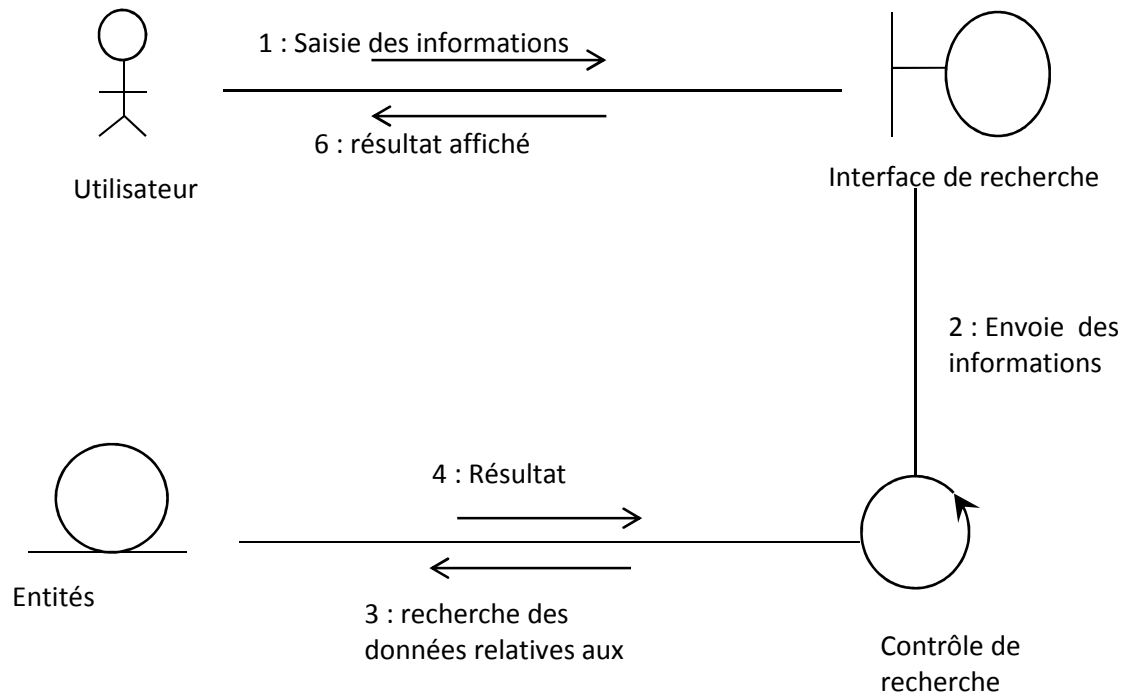 1 : Saisie des informations
6 : résultat affiché
Utilisateur
Interface de recherche
2 : Envoie des
informations
4 : Résultat
Entités
3 : recherche des
données relatives aux
Contrôle de
recherche